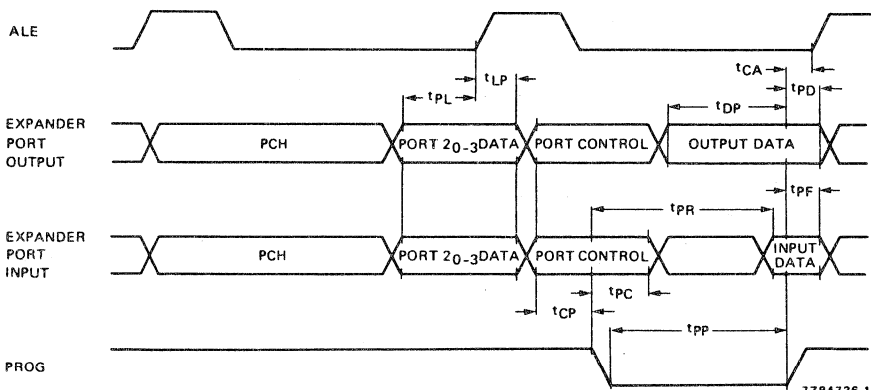 ALE
tCA
tLP
tPD
tPL
tDP
EXPANDER
PORT
OUTPUT
PCH
PORT 20-3DATA
PORT CONTROL
OUTPUT DATA
tPF
tPR
EXPANDER
PORT
INPUT
PCH
PORT 20-3DATA
PORT CONTROL
INPUT
DATA
tPC
tCP
tPP
PROG